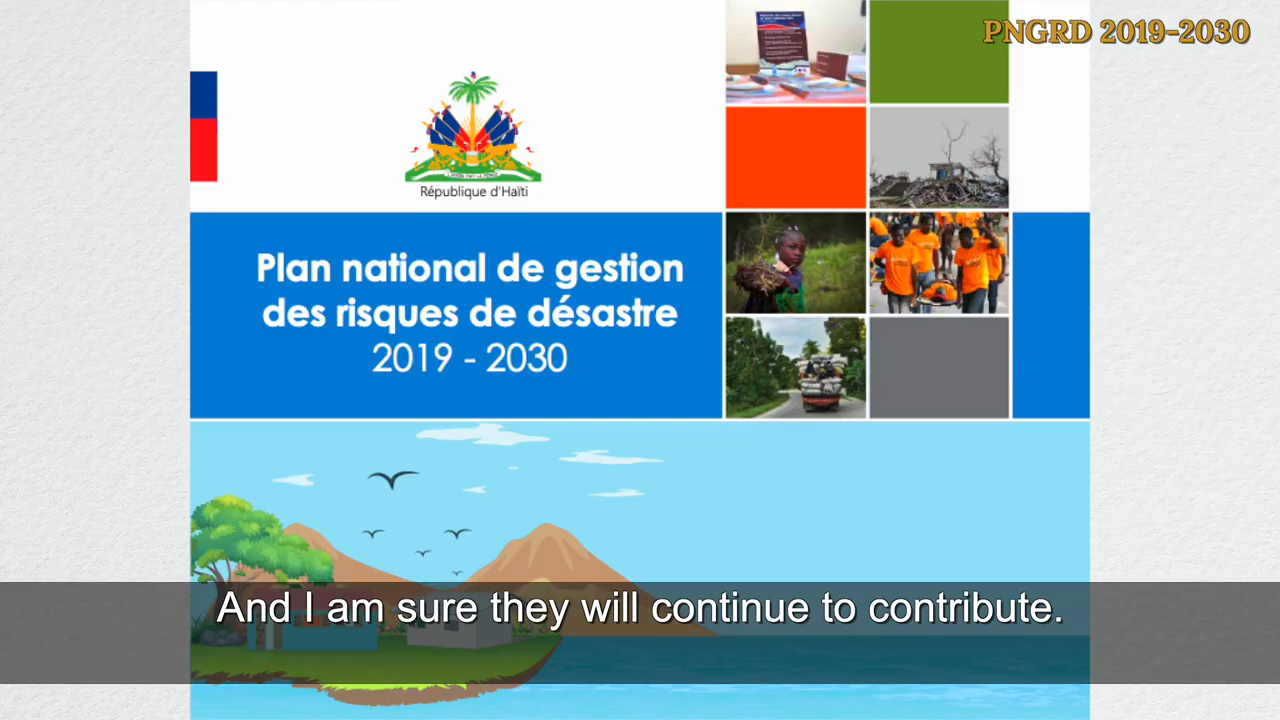 PNGRD 2019-2030
République d'Haïti
Plan national de gestion
des risques de désastre
2019 - 2030
And I am sure they will continue to contribute.